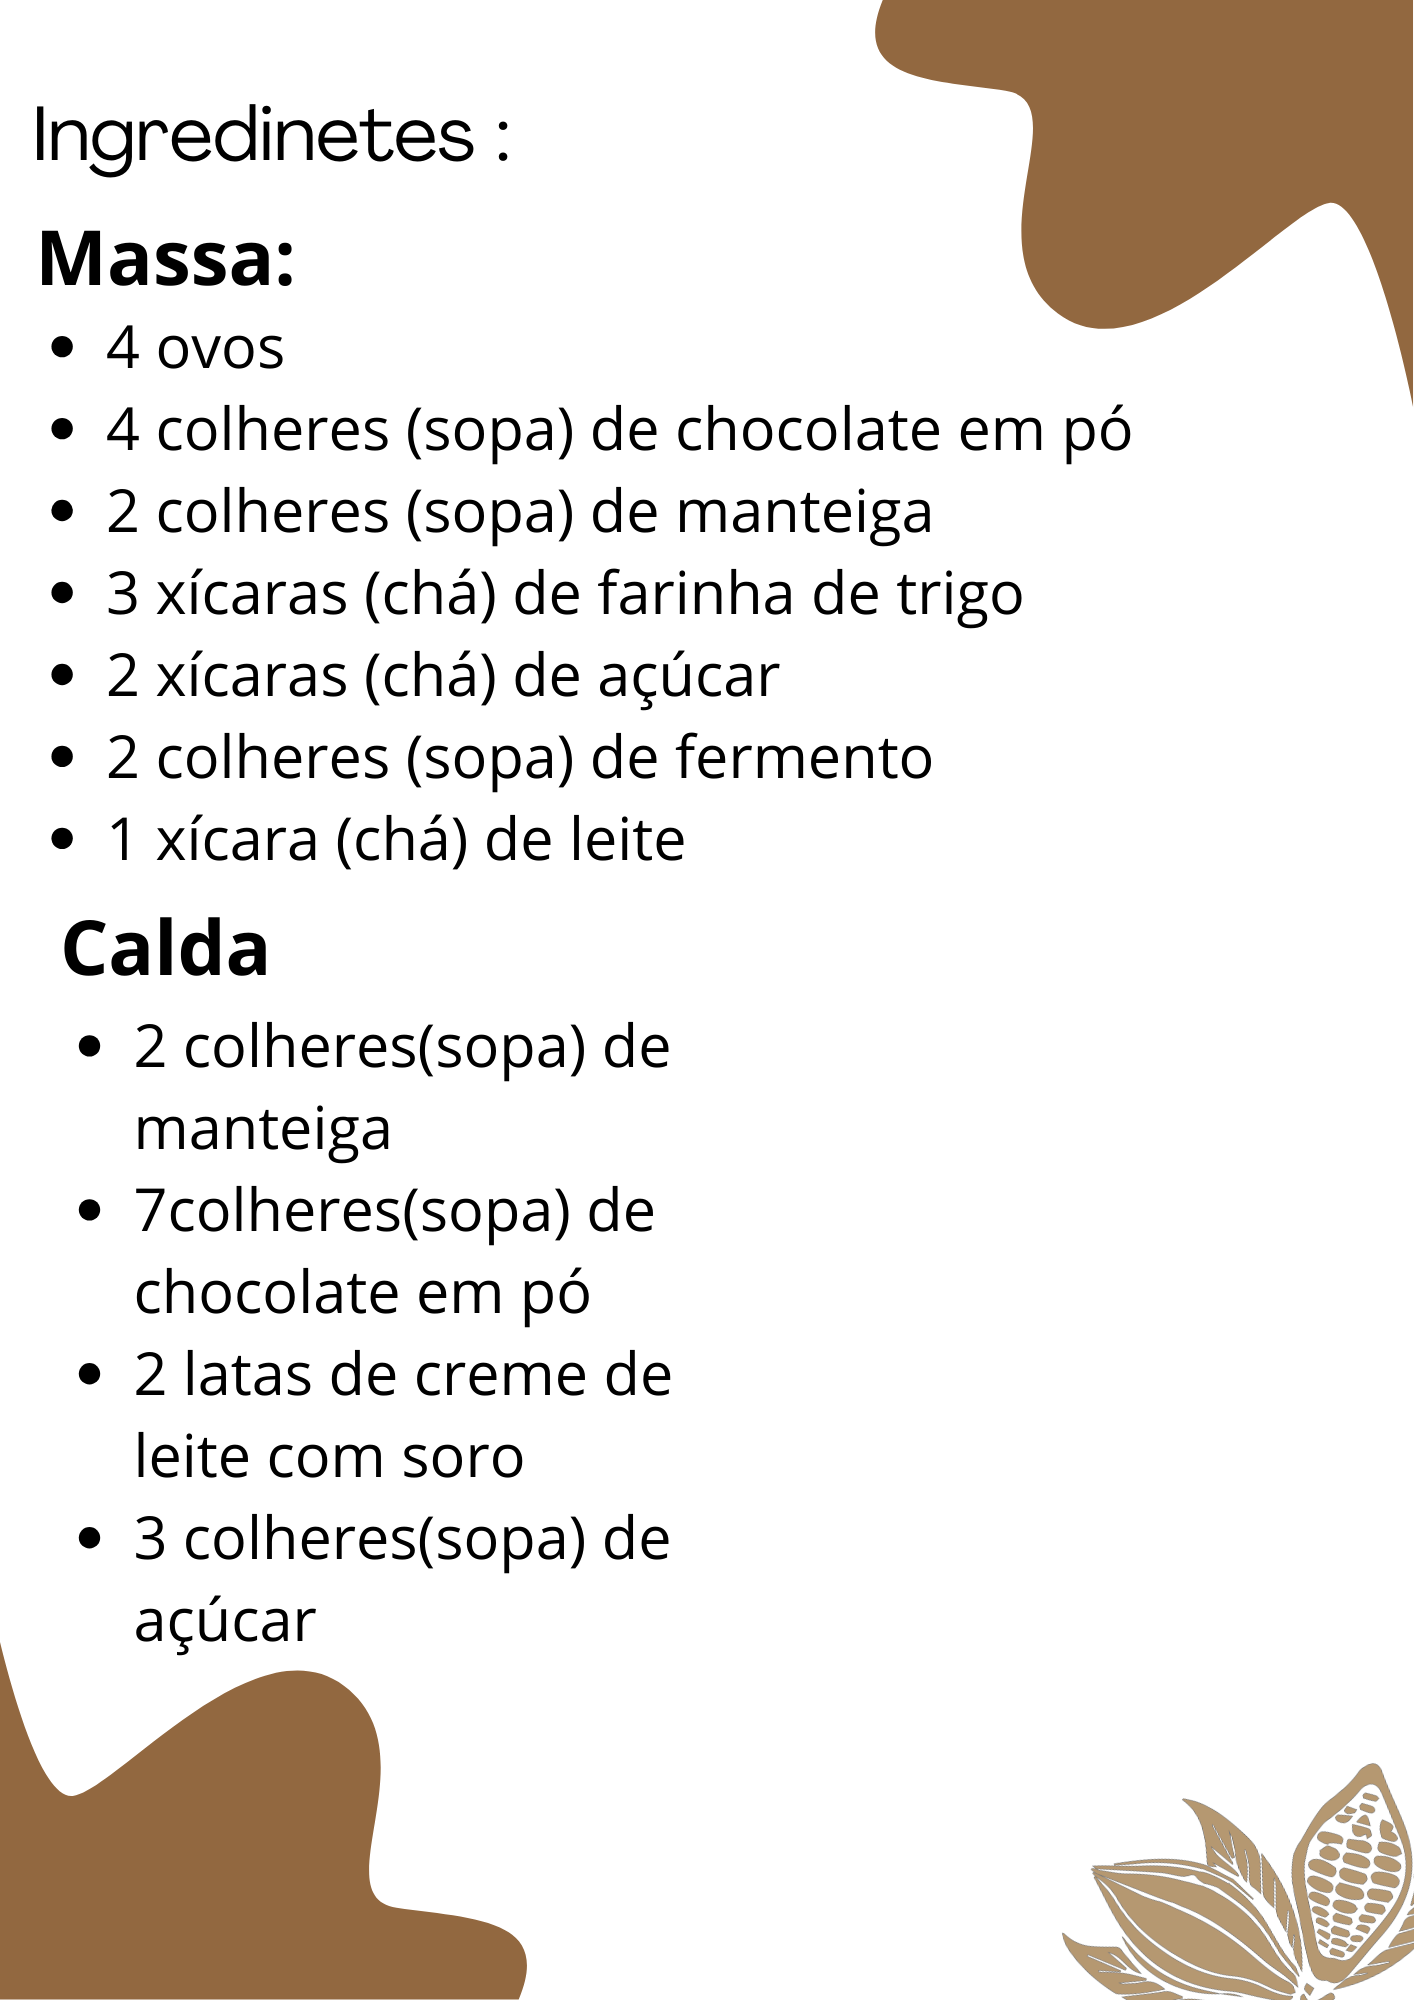 Ingredinetes :
Massa:
• 4 ovos
• 4 colheres (sopa) de chocolate em pó
• 2 colheres (sopa) de manteiga
• 3 xícaras (chá) de farinha de trigo
• 2 xícaras (chá) de açúcar
• 2 colheres (sopa) de fermento
• 1 xícara (chá) de leite
Calda
• 2 colheres(sopa) de
manteiga
• 7colheres(sopa) de
chocolate em pó
• 2 latas de creme de
leite com soro
• 3 colheres(sopa) de
açúcar